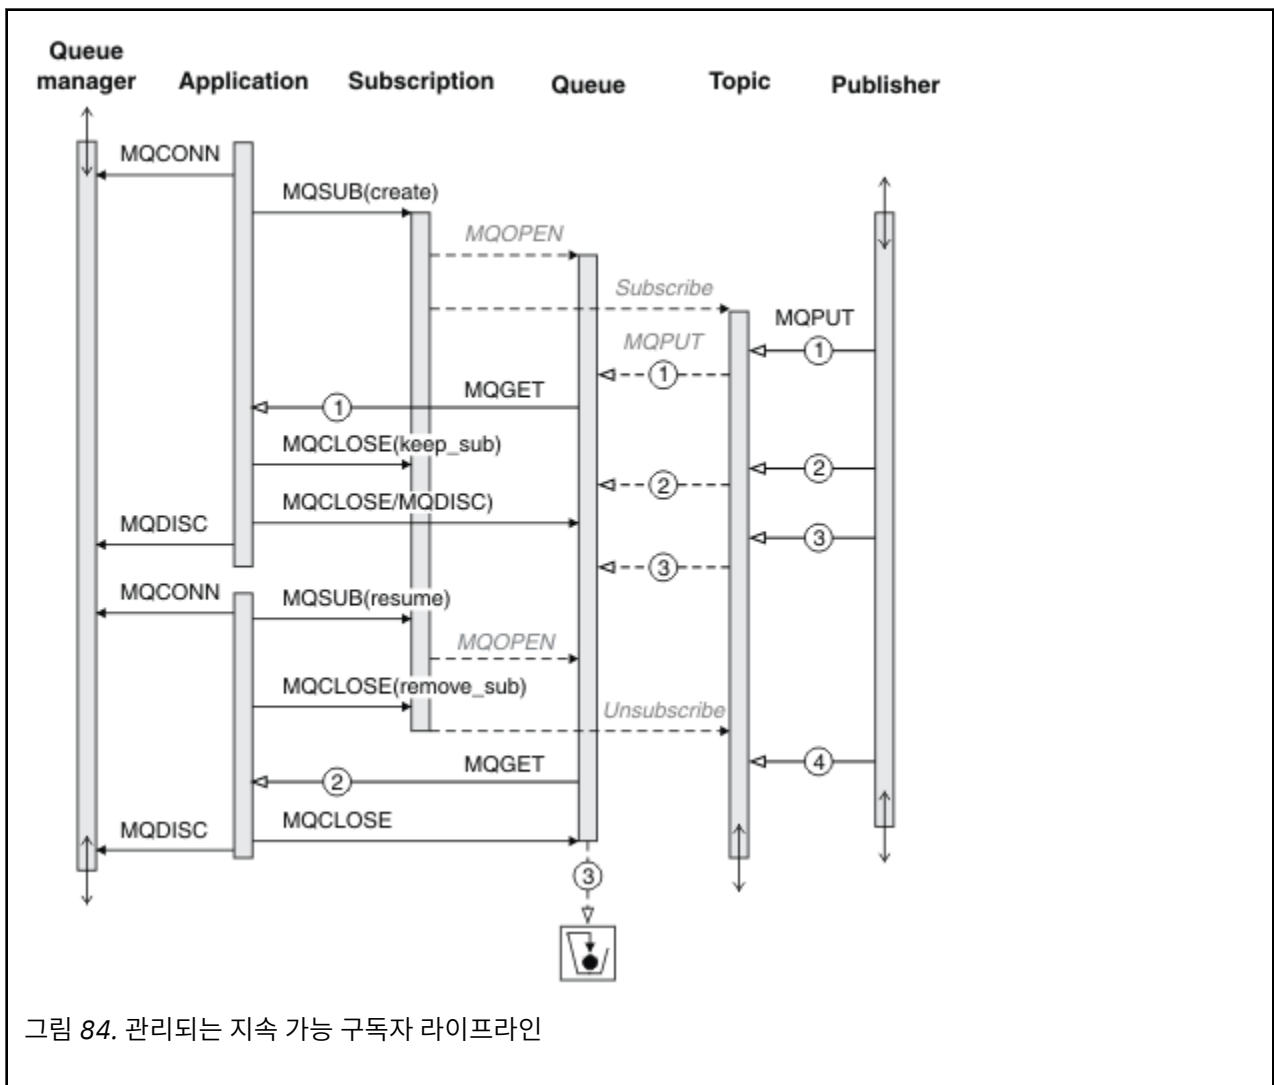 Queue
manager
Application
Subscription
Queue
Topic
Publisher
MQCONN
MQSUB(create)
MQOPEN
Subscribe
MQPUT
1
MQPUT
1
MQGET
1
MQCLOSE(keep_sub)
2
2
MQCLOSE/MQDISC)
MQDISC
3
3
MQCONN
MQSUB(resume)
MQOPEN
MQCLOSE(remove_sub)
Unsubscribe
4
MQGET
2
MQCLOSE
MQDISC
3
그림 84. 관리되는 지속 가능 구독자 라이프라인